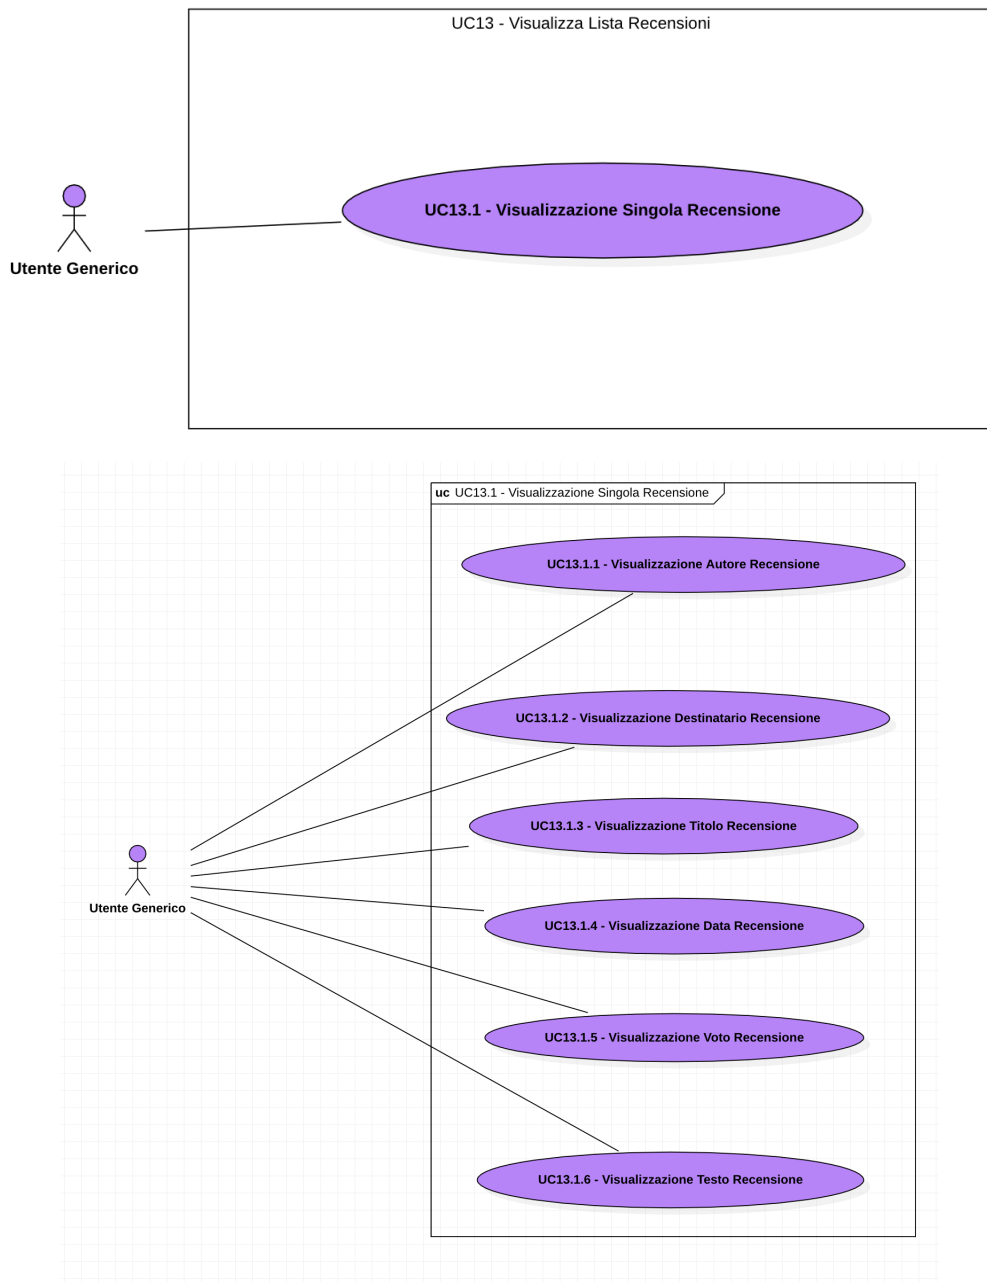 UC13 - Visualizza Lista Recensioni
UC13.1 - Visualizzazione Singola Recensione
Utente Generico
uc UC13.1 - Visualizzazione Singola Recensione
UC13.1.1 - Visualizzazione Autore Recensione
UC13.1.2 - Visualizzazione Destinatario Recensione
UC13.1.3 - Visualizzazione Titolo Recensione
Utente Generico
UC13.1.4 - Visualizzazione Data Recensione
UC13.1.5 - Visualizzazione Voto Recensione
UC13.1.6 - Visualizzazione Testo Recensione